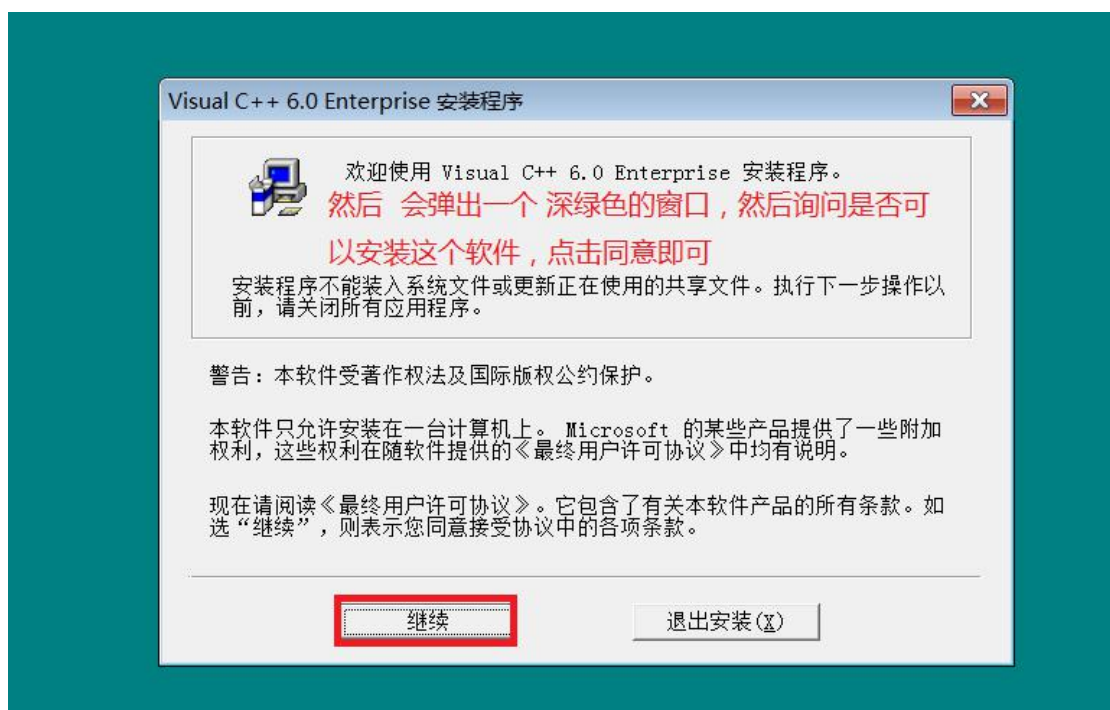 Visual C++ 6.0 Enterprise 安装程序
欢迎使用 Visual C++ 6.0 Enterprise 安装程序。
然后 会弹出一个 深绿色的窗口，然后询问是否可
以安装这个软件，点击同意即可
安装程序不能装入系统文件或更新正在使用的共享文件。执行下一步操作以
前，请关闭所有应用程序。
警告：本软件受著作权法及国际版权公约保护。
本软件只允许安装在一台计算机上。 Microsoft 的某些产品提供了一些附加
权利，这些权利在随软件提供的《最终用户许可协议》中均有说明。
现在请阅读《最终用户许可协议》。它包含了有关本软件产品的所有条款。如
选“继续”，则表示您同意接受协议中的各项条款。
继续
退出安装(X)